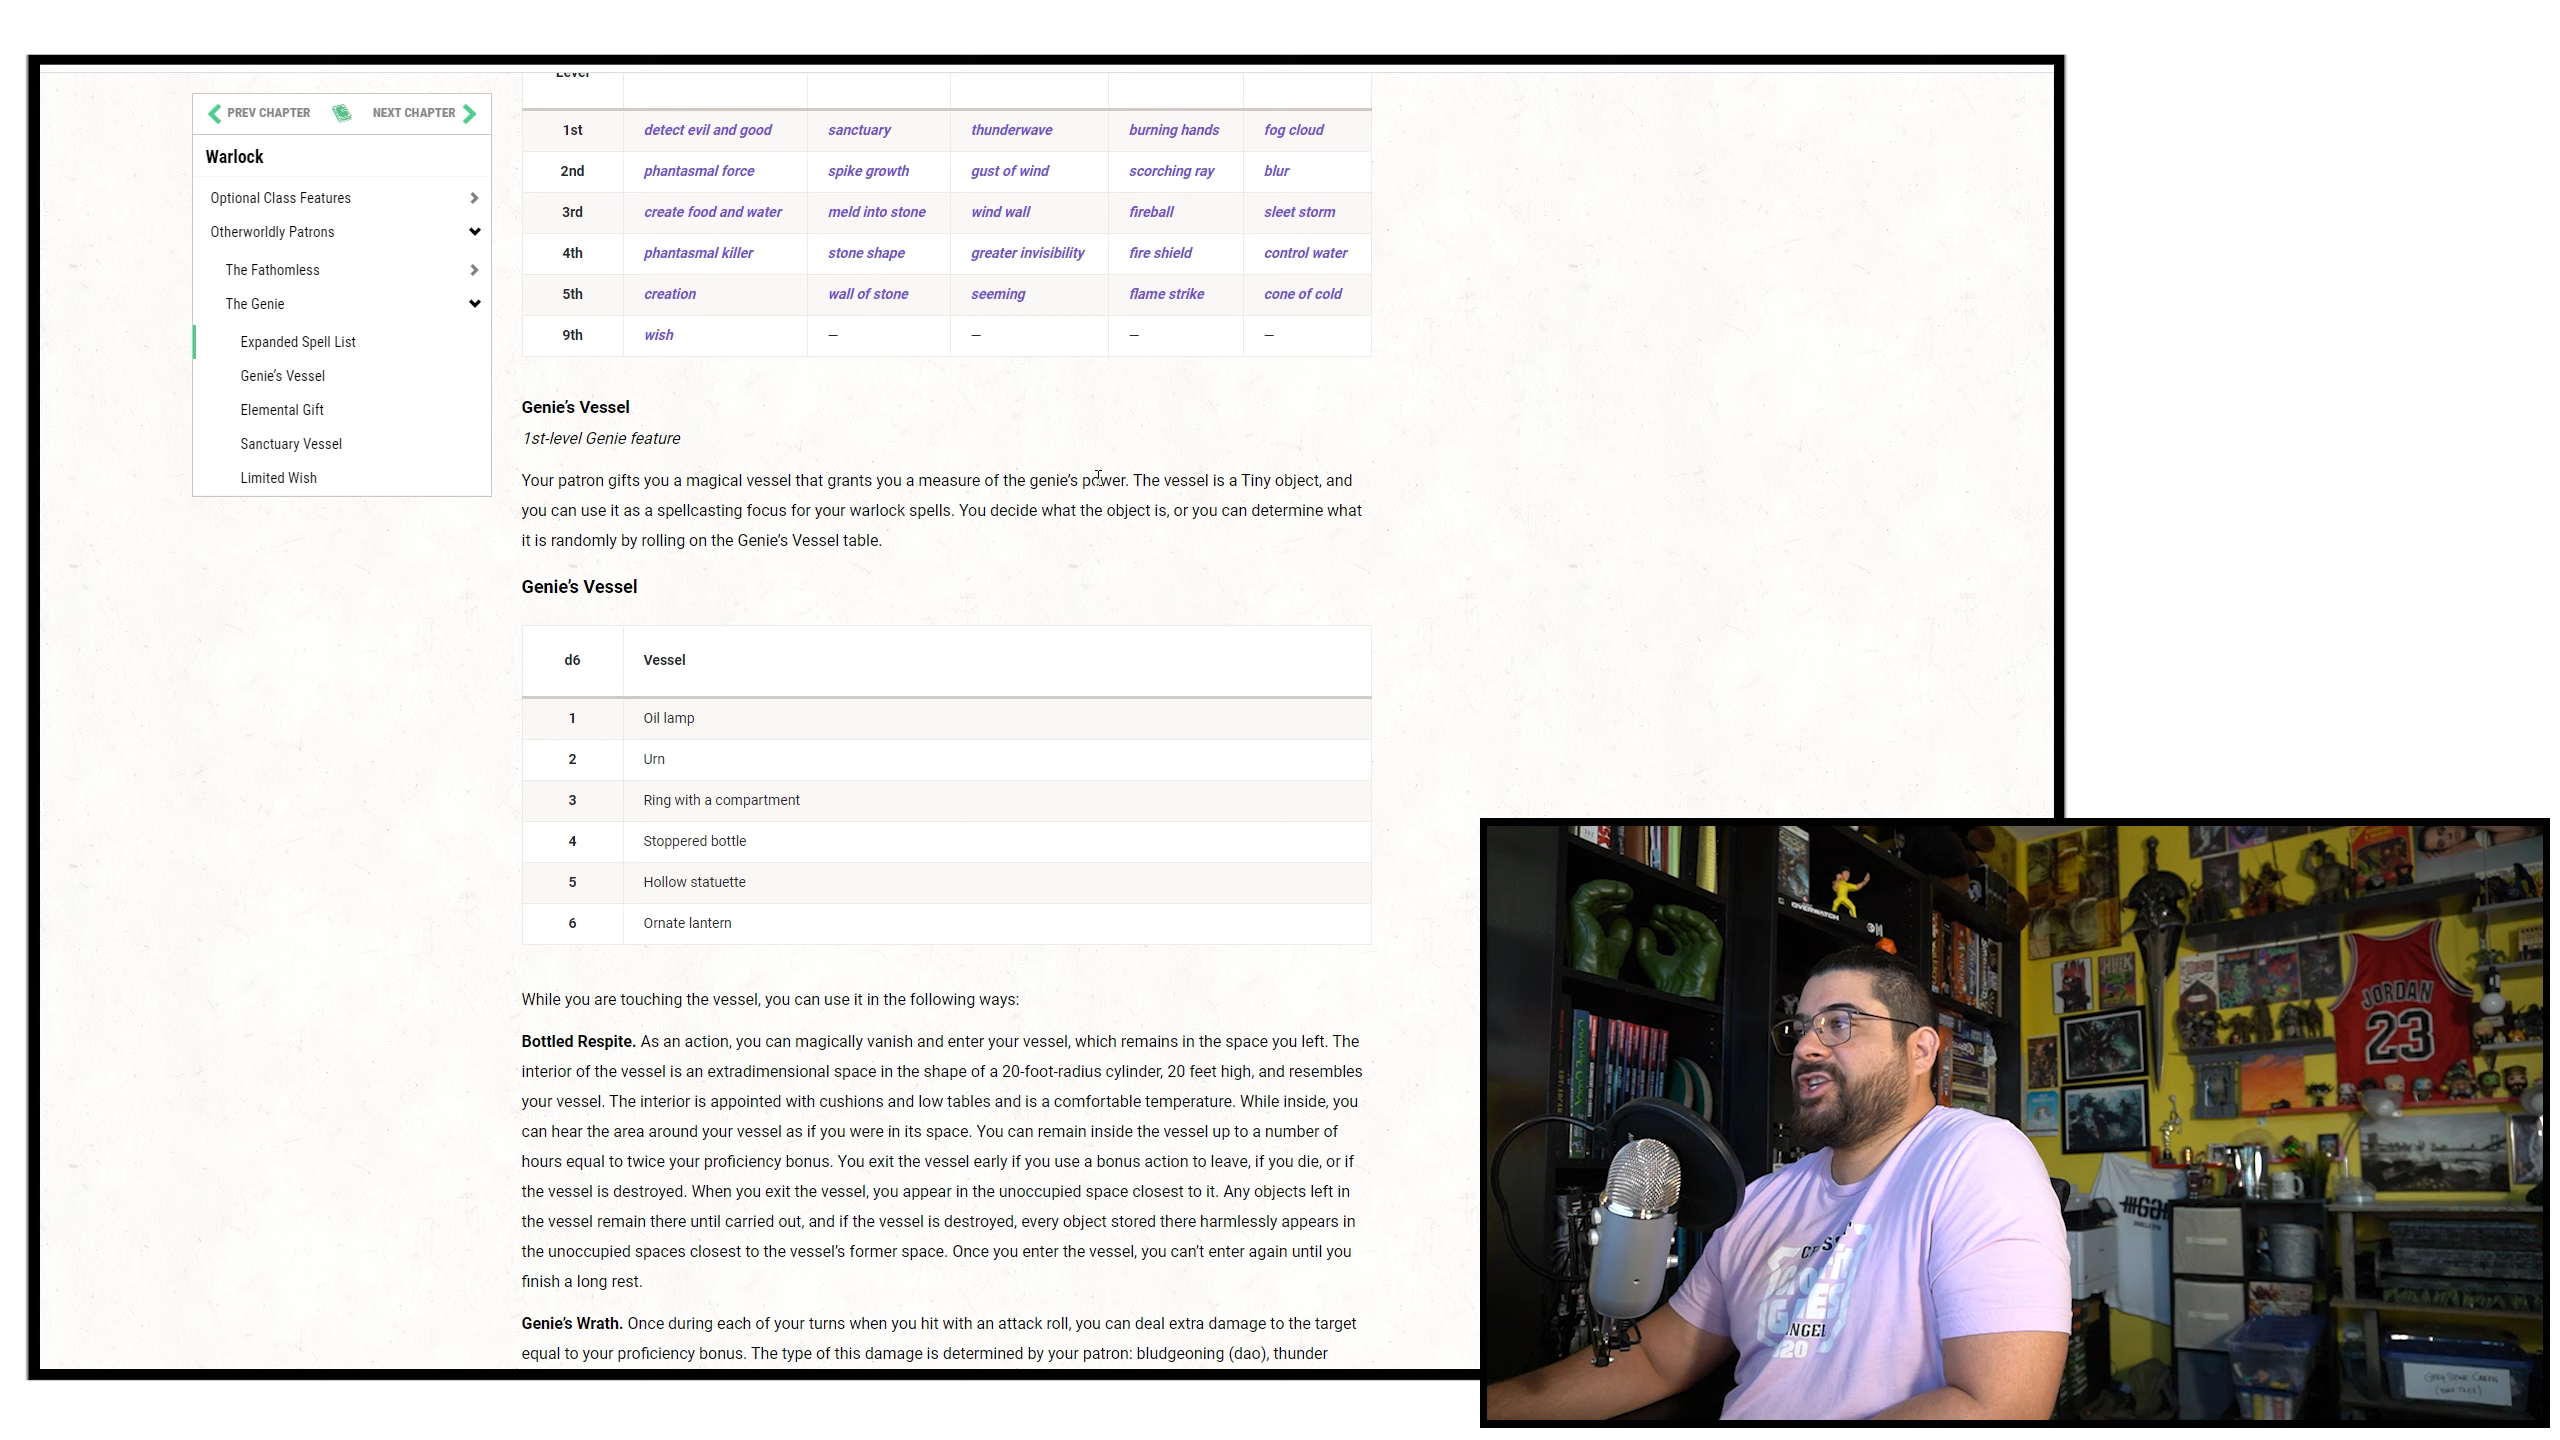 Level
PREV CHAPTER NEXT CHAPTER
Warlock
Optional Class Features
Otherworldly Patrons
The Fathomless
The Genie
Expanded Spell List
Genie's Vessel
Elemental Gift
Sanctuary Vessel
Limited Wish
1st detect evil and good sanctuary thunderwave burning hands fog cloud
2nd phantasmal force spike growth gust of wind scorching ray blur
3rd create food and water meld into stone wind wall fireball sleet storm
4th phantasmal killer stone shape greater invisibility fire shield control water
5th creation wall of stone seeming flame strike cone of cold
9th wish — — — —
Genie's Vessel
1st-level Genie feature
Your patron gifts you a magical vessel that grants you a measure of the genie's power. The vessel is a Tiny object, and
you can use it as a spellcasting focus for your warlock spells. You decide what the object is, or you can determine what
it is randomly by rolling on the Genie's Vessel table.
Genie's Vessel
d6 Vessel
1 Oil lamp
2 Urn
3 Ring with a compartment
4 Stoppered bottle
5 Hollow statuette
6 Ornate lantern
While you are touching the vessel, you can use it in the following ways:
Bottled Respite. As an action, you can magically vanish and enter your vessel, which remains in the space you left. The
interior of the vessel is an extradimensional space in the shape of a 20-foot-radius cylinder, 20 feet high, and resembles
your vessel. The interior is appointed with cushions and low tables and is a comfortable temperature. While inside, you
can hear the area around your vessel as if you were in its space. You can remain inside the vessel up to a number of
hours equal to twice your proficiency bonus. You exit the vessel early if you use a bonus action to leave, if you die, or if
the vessel is destroyed. When you exit the vessel, you appear in the unoccupied space closest to it. Any objects left in
the vessel remain there until carried out, and if the vessel is destroyed, every object stored there harmlessly appears in
the unoccupied spaces closest to the vessel's former space. Once you enter the vessel, you can't enter again until you
finish a long rest.
Genie's Wrath. Once during each of your turns when you hit with an attack roll, you can deal extra damage to the target
equal to your proficiency bonus. The type of this damage is determined by your patron: bludgeoning (dao), thunder
OVERWATCH
HULK
JORDAN
23